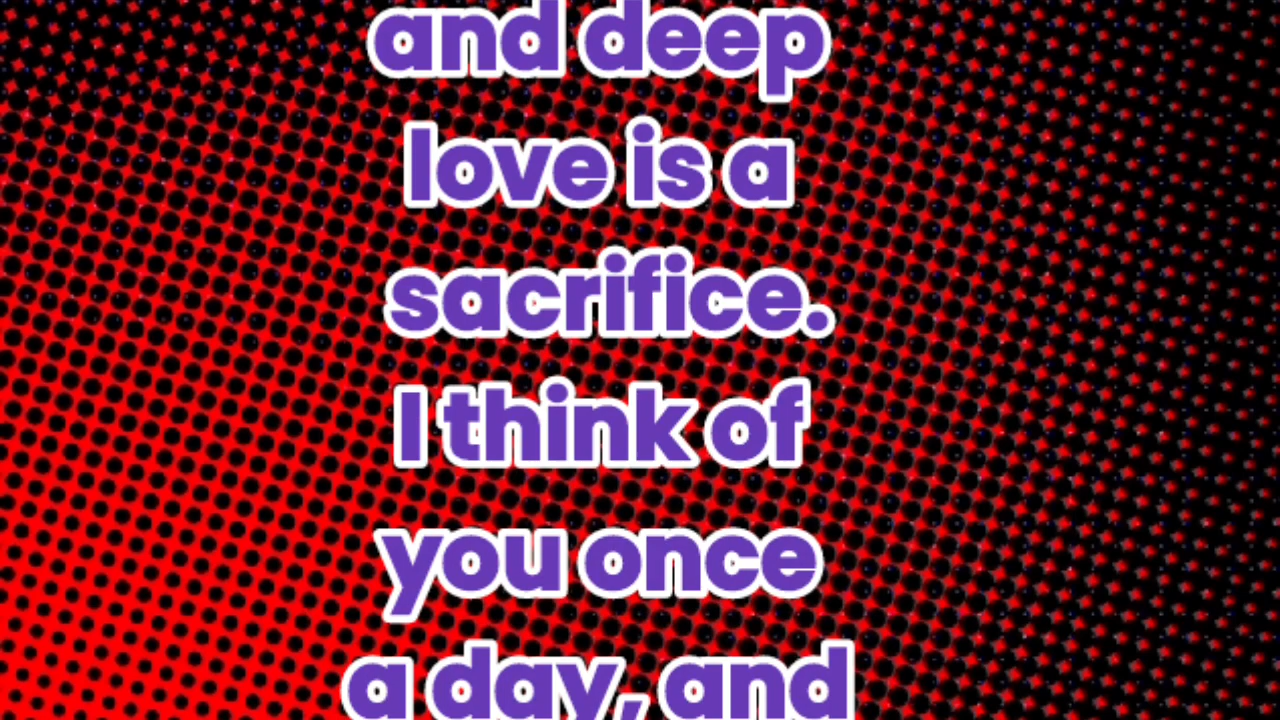 and deep
love is a
sacrifice.
I think of
you once
a day, and